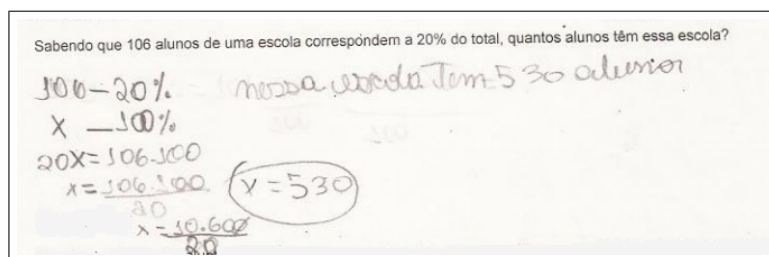 Sabendo que 106 alunos de uma escola correspondem a 20% do total, quantos alunos têm essa escola?
106 – 20% nessa escola Tem 530 alunos
X – 100%
20X = 106.100
x = 106.100 / 20
x = 530
x = 10.600 / 20